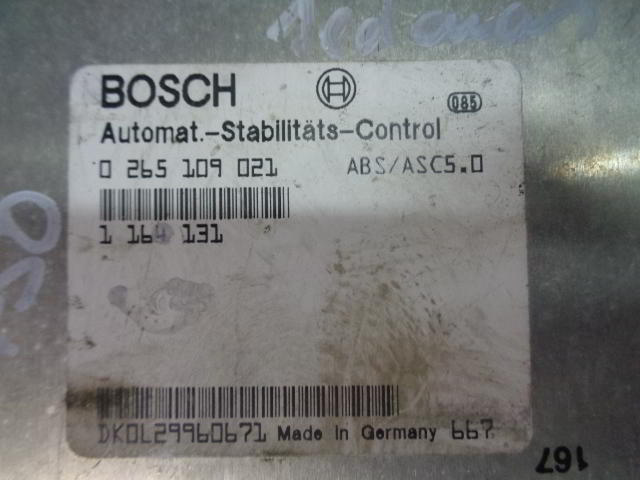 BOSCH
085
Automat.-Stabilitäts-Control
0 265 109 021 ABS/ASC5.0
1 164 131
DK0L29960671 Made in Germany 667
167